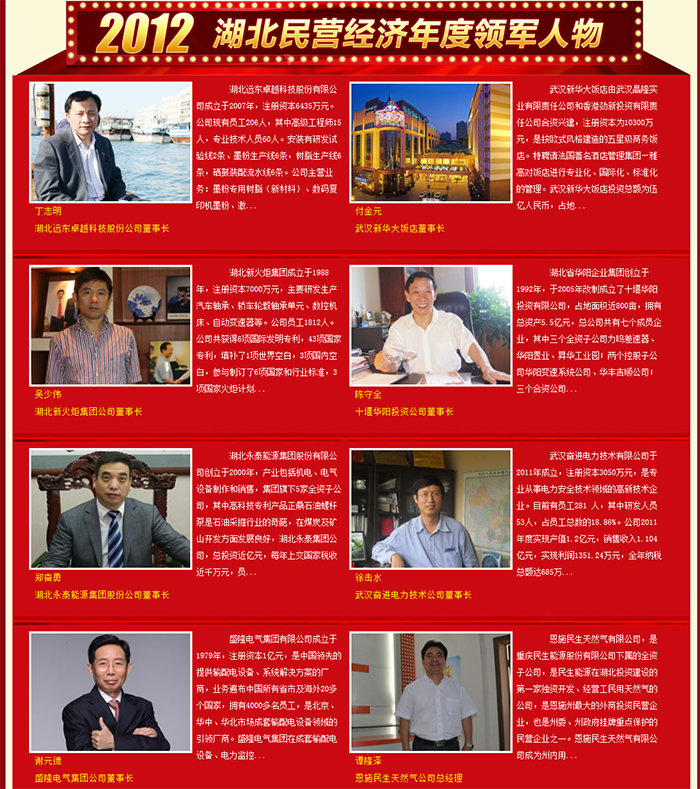 2012 湖北民营经济年度领军人物
湖北远东卓越科技股份有限公
司成立于2007年，注册资本6435万元。
公司现有员工206人，其中高级工程师15
人，专业技术人员60人。安装有研发试
验线2条、墨粉生产线6条，树脂生产线6
条，硒鼓装配流水线6条。公司主营业
务：墨粉专用树脂（新材料）、数码复
印机墨粉、激...
丁志明
湖北远东卓越科技股份公司董事长
武汉新华大饭店由武汉晶隆实
业有限责任公司和香港劲新投资有限责
任公司合资兴建，注册资本为10300万
元，是按欧式风格建造的五星级商务饭
店。特聘请法国著名酒店管理集团一雅
高对饭店进行专业化、国际化、标准化
的管理。武汉新华大饭店投资总额为伍
亿人民币，占地...
付金元
武汉新华大饭店董事长
湖北新火炬集团成立于1988
年，注册资本7000万元，主要研发生产
汽车轴承、轿车轮毂轴承单元、数控机
床、自动变速器等。公司员工1812人。
公司共获得6项国际发明专利，43项国家
专利，填补了1项世界空白，3项国内空
白，参与制订了6项国家和行业标准，3
项国家火炬计划...
吴少伟
湖北新火炬集团公司董事长
湖北省华阳企业集团创立于
1992年，于2005年改制成立了十堰华阳
投资有限公司，占地面积近800亩，拥有
总资产5.5亿元，总公司共有七个成员企
业，其中三个全资子公司力鸣差速器、
华阳置业、昇华工业园；两个控股子公
司华阳变速系统公司、华丰吉顺公司；
三个合资公司...
陈守全
十堰华阳投资公司董事长
湖北永泰能源集团股份有限公
司创立于2000年，产业包括机电、电气
设备制作和销售，集团旗下5家全资子公
司，其中高科技专利产品正鼎石油螺杆
泵是石油采掘行业的奇葩，在煤炭及矿
山开发方面发展良好，湖北永泰集团公
司，总投资近亿元，每年上交国家税收
近千万元，员...
郑奋勇
湖北永泰能源集团股份公司董事长
武汉奋进电力技术有限公司于
2011年成立，注册资本3050万元，是专
业从事电力安全技术领域的高新技术企
业。目前有员工281 人，其中研发人员
53人，占员工总数的18.86%。公司2011
年度实现产值1.2亿元，销售收入1.104
亿元，实现利润1351.24万元，全年纳税
总额达685万...
徐击水
武汉奋进电力技术公司董事长
盛隆电气集团有限公司成立于
1979年，注册资本1亿元，是中国领先的
提供输配电设备、系统解决方案的厂
商，业务遍布中国所有省市及海外20多
个国家，拥有4000多名员工，是北京、
华中、华北市场成套输配电设备领域的
引领厂商。盛隆电气集团在成套输配电
设备、电力监控...
谢元德
盛隆电气集团公司董事长
恩施民生天然气有限公司，是
重庆民生能源股份有限公司下属的全资
子公司，是民生能源在湖北投资建设的
第一家独资开发、经营工民用天然气的
公司，是恩施州最大的外商投资民营企
业，也是州委、州政府挂牌重点保护的
民营企业之一。恩施民生天然气有限公
司成为州内用...
谭隆泽
恩施民生天然气公司总经理